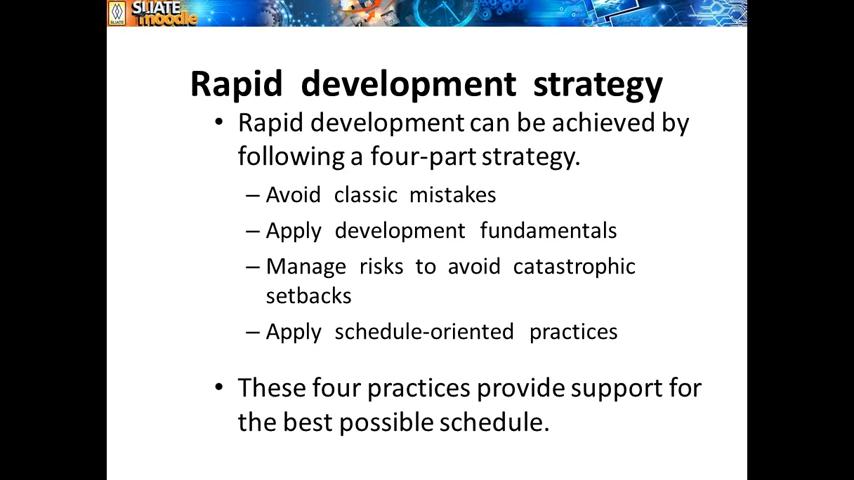 SLIATE
moodle
SLIATE
Rapid development strategy
• Rapid development can be achieved by
following a four-part strategy.
– Avoid classic mistakes
– Apply development fundamentals
– Manage risks to avoid catastrophic
setbacks
– Apply schedule-oriented practices
• These four practices provide support for
the best possible schedule.